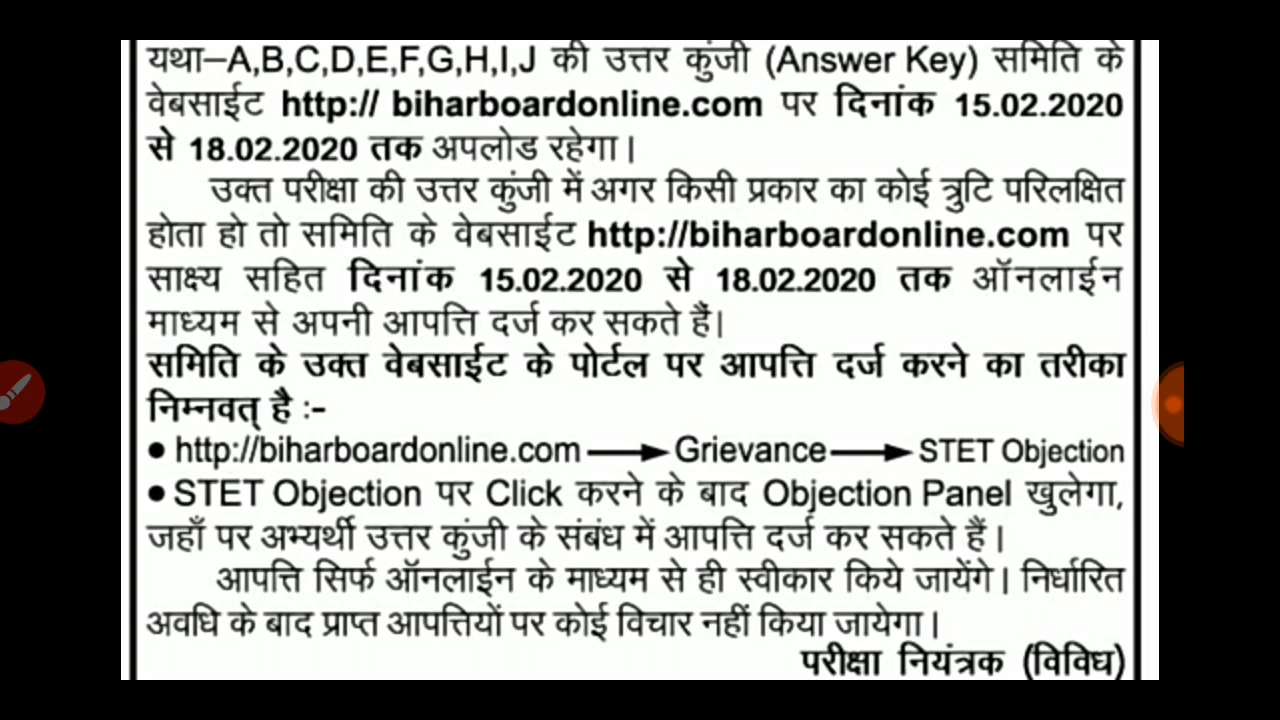 यथा–A,B,C,D,E,F,G,H,I,J की उत्तर कुंजी (Answer Key) समिति के
वेबसाईट http:// biharboardonline.com पर दिनांक 15.02.2020
से 18.02.2020 तक अपलोड रहेगा।
उक्त परीक्षा की उत्तर कुंजी में अगर किसी प्रकार का कोई त्रुटि परिलक्षित
होता हो तो समिति के वेबसाईट http://biharboardonline.com पर
साक्ष्य सहित दिनांक 15.02.2020 से 18.02.2020 तक ऑनलाईन
माध्यम से अपनी आपत्ति दर्ज कर सकते हैं।
समिति के उक्त वेबसाईट के पोर्टल पर आपत्ति दर्ज करने का तरीका
निम्नवत् है :-
● http://biharboardonline.com ⟶ Grievance ⟶ STET Objection
● STET Objection पर Click करने के बाद Objection Panel खुलेगा,
जहाँ पर अभ्यर्थी उत्तर कुंजी के संबंध में आपत्ति दर्ज कर सकते हैं।
आपत्ति सिर्फ ऑनलाईन के माध्यम से ही स्वीकार किये जायेंगे। निर्धारित
अवधि के बाद प्राप्त आपत्तियों पर कोई विचार नहीं किया जायेगा।
परीक्षा नियंत्रक (विविध)